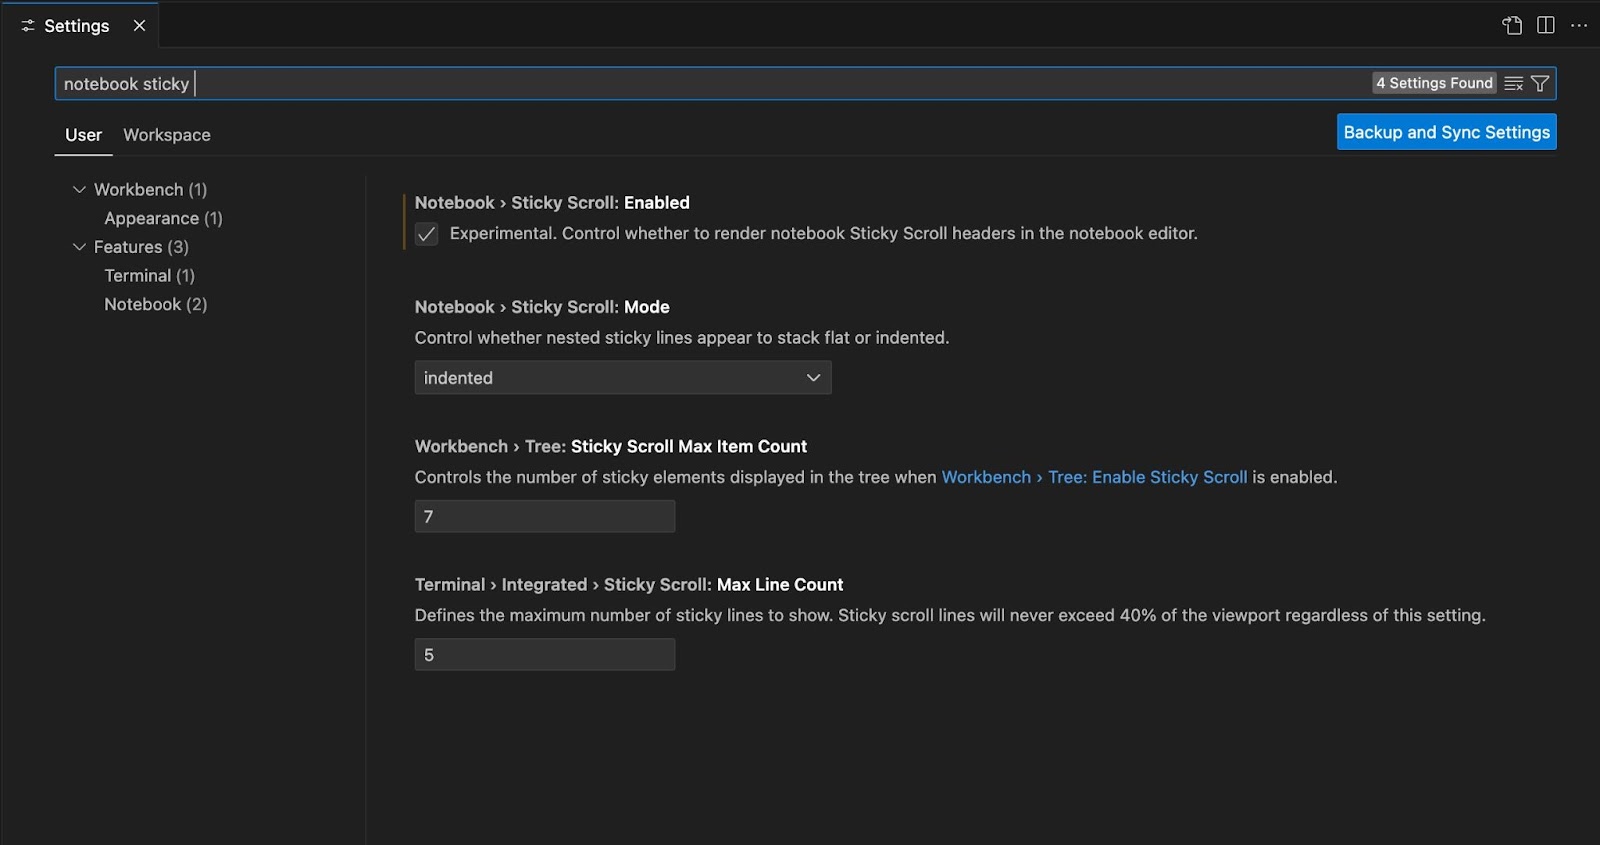 Settings
notebook sticky
4 Settings Found
User Workspace
Backup and Sync Settings
Workbench (1)
Appearance (1)
Features (3)
Terminal (1)
Notebook (2)
Notebook › Sticky Scroll: Enabled
Experimental. Control whether to render notebook Sticky Scroll headers in the notebook editor.
Notebook › Sticky Scroll: Mode
Control whether nested sticky lines appear to stack flat or indented.
indented
Workbench › Tree: Sticky Scroll Max Item Count
Controls the number of sticky elements displayed in the tree when Workbench › Tree: Enable Sticky Scroll is enabled.
7
Terminal › Integrated › Sticky Scroll: Max Line Count
Defines the maximum number of sticky lines to show. Sticky scroll lines will never exceed 40% of the viewport regardless of this setting.
5